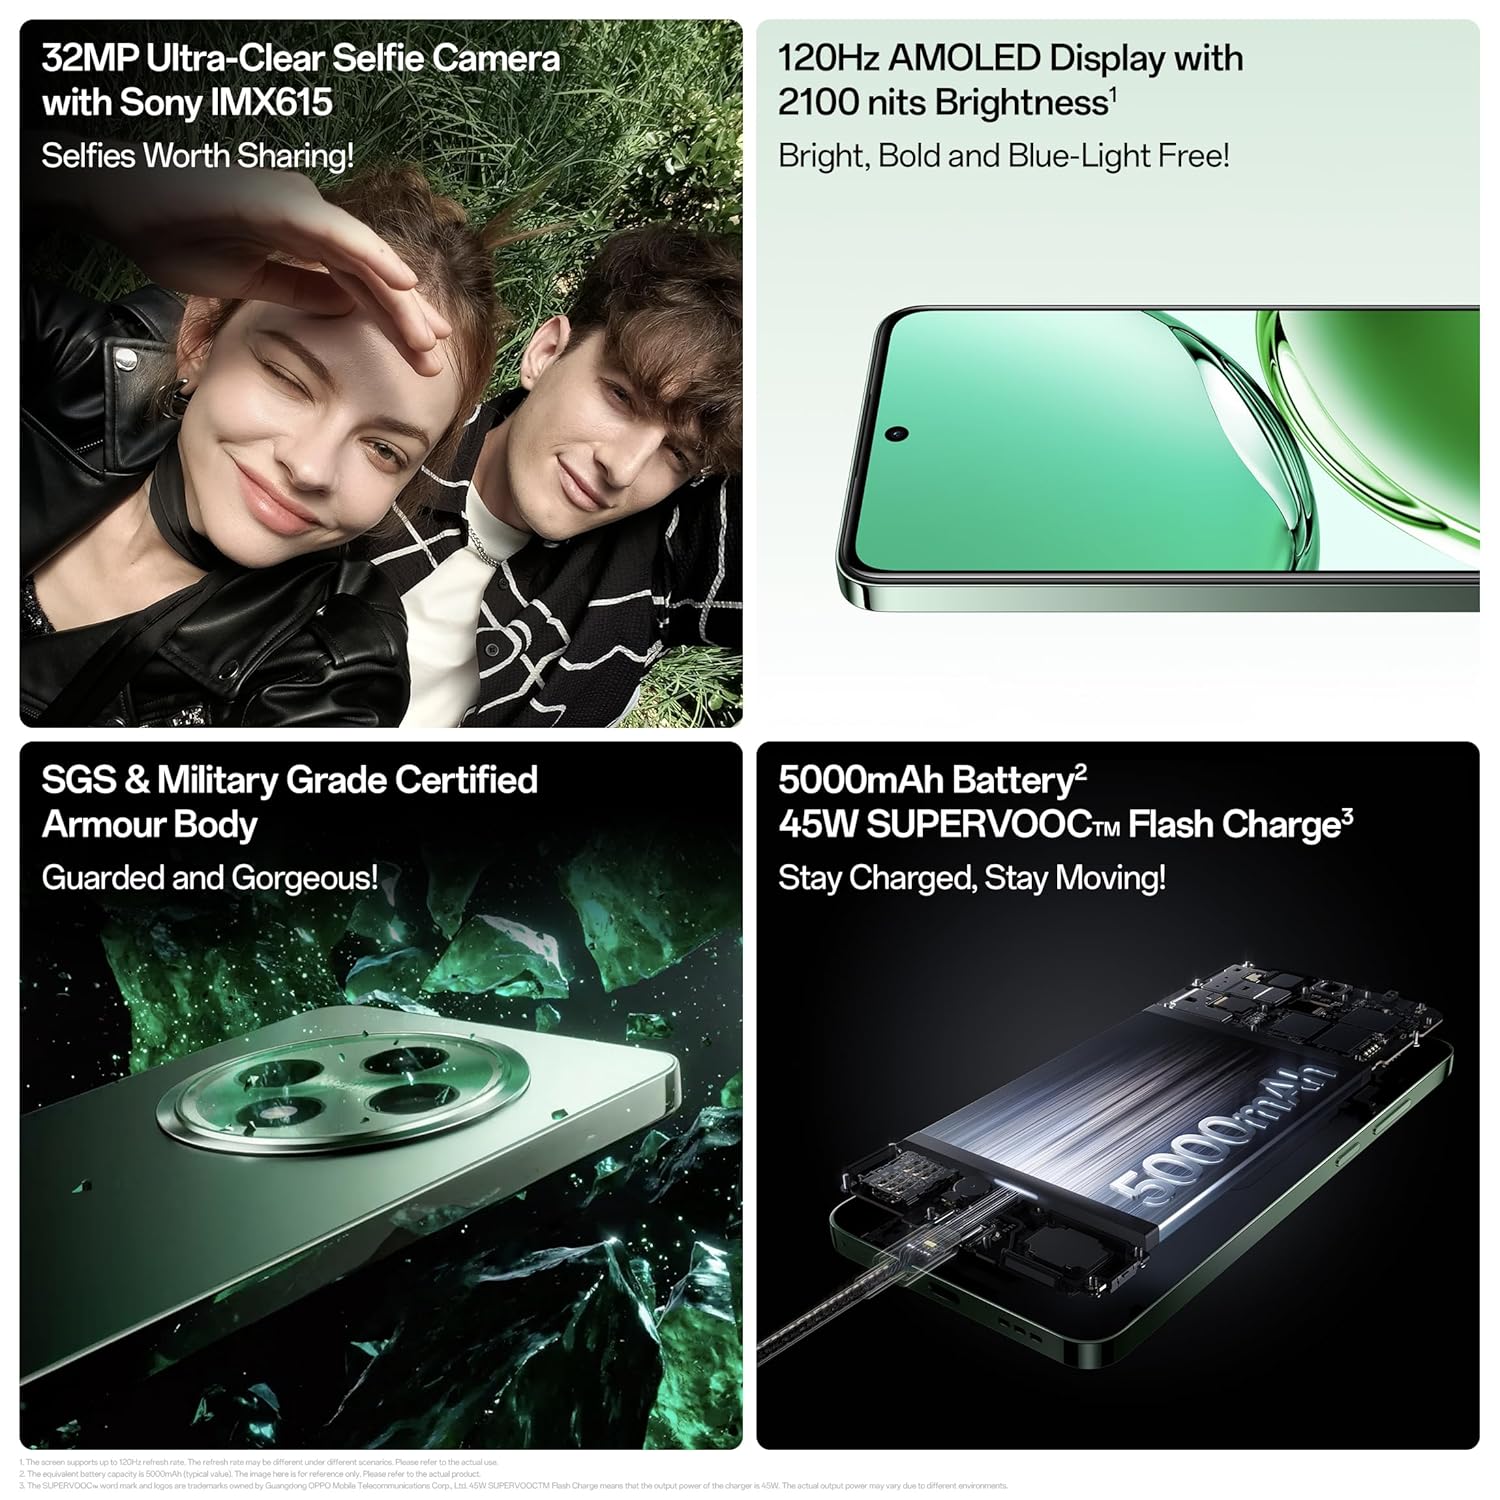 32MP Ultra-Clear Selfie Camera
with Sony IMX615
Selfies Worth Sharing!
120Hz AMOLED Display with
2100 nits Brightness¹
Bright, Bold and Blue-Light Free!
SGS & Military Grade Certified
Armour Body
Guarded and Gorgeous!
5000mAh Battery²
45W SUPERVOOC™ Flash Charge³
Stay Charged, Stay Moving!
5000mAh
1. The screen supports up to 120Hz refresh rate. The refresh rate may be different under different scenarios. Please refer to the actual use.
2. The equivalent battery capacity is 5000mAh (typical value). The image here is for reference only. Please refer to the actual product.
3. The SUPERVOOC™ word mark and logos are trademarks owned by Guangdong OPPO Mobile Telecommunications Corp., Ltd. 45W SUPERVOOCTM Flash Charge means that the output power of the charger is 45W. The actual output power may vary due to different environments.